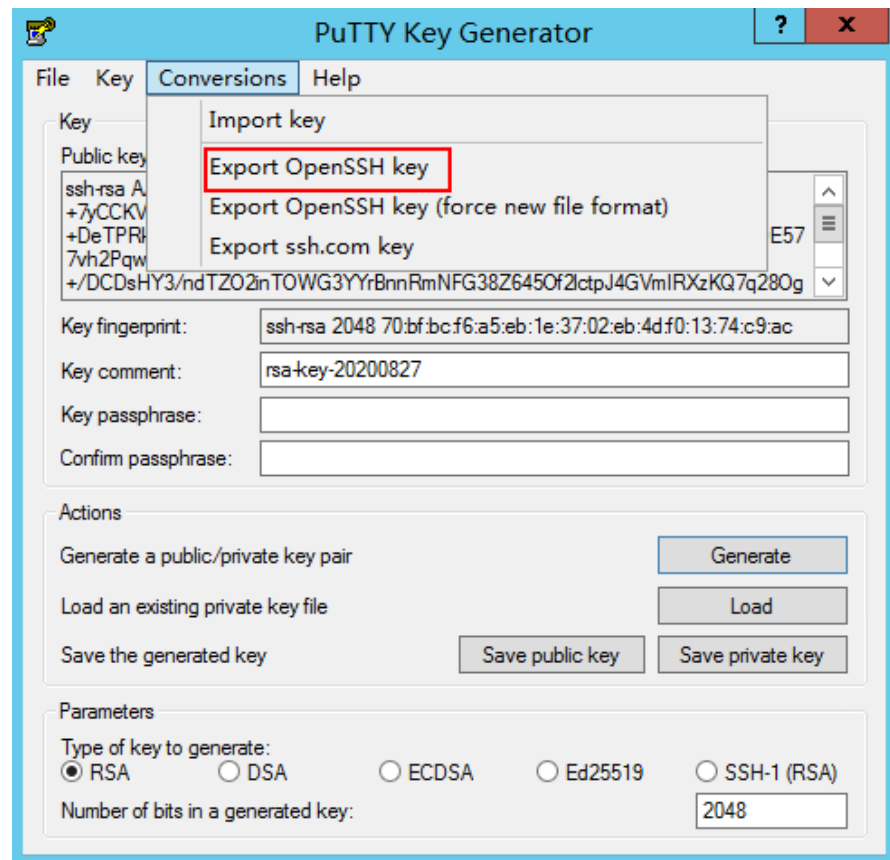 PuTTY Key Generator
? x
File Key Conversions Help
Import key
Export OpenSSH key
Export OpenSSH key (force new file format)
Export ssh.com key
Key
Public key
ssh-rsa A
+7yCCKV
+DeTPRk E57
7vh2Pqw
+/DCDsHY3/ndTZO2inTOWG3YYrBnnRmNFG38Z645Of2lctpJ4GVmIRXzKQ7q28Og
Key fingerprint: ssh-rsa 2048 70:bf:bc:f6:a5:eb:1e:37:02:eb:4d:f0:13:74:c9:ac
Key comment: rsa-key-20200827
Key passphrase:
Confirm passphrase:
Actions
Generate a public/private key pair Generate
Load an existing private key file Load
Save the generated key Save public key Save private key
Parameters
Type of key to generate:
RSA DSA ECDSA Ed25519 SSH-1 (RSA)
Number of bits in a generated key: 2048